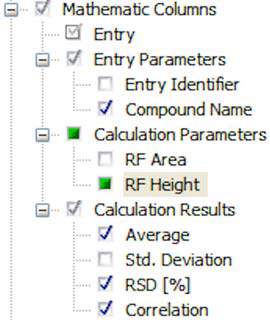 Mathematic Columns
Entry
Entry Parameters
Entry Identifier
Compound Name
Calculation Parameters
RF Area
RF Height
Calculation Results
Average
Std. Deviation
RSD [%]
Correlation